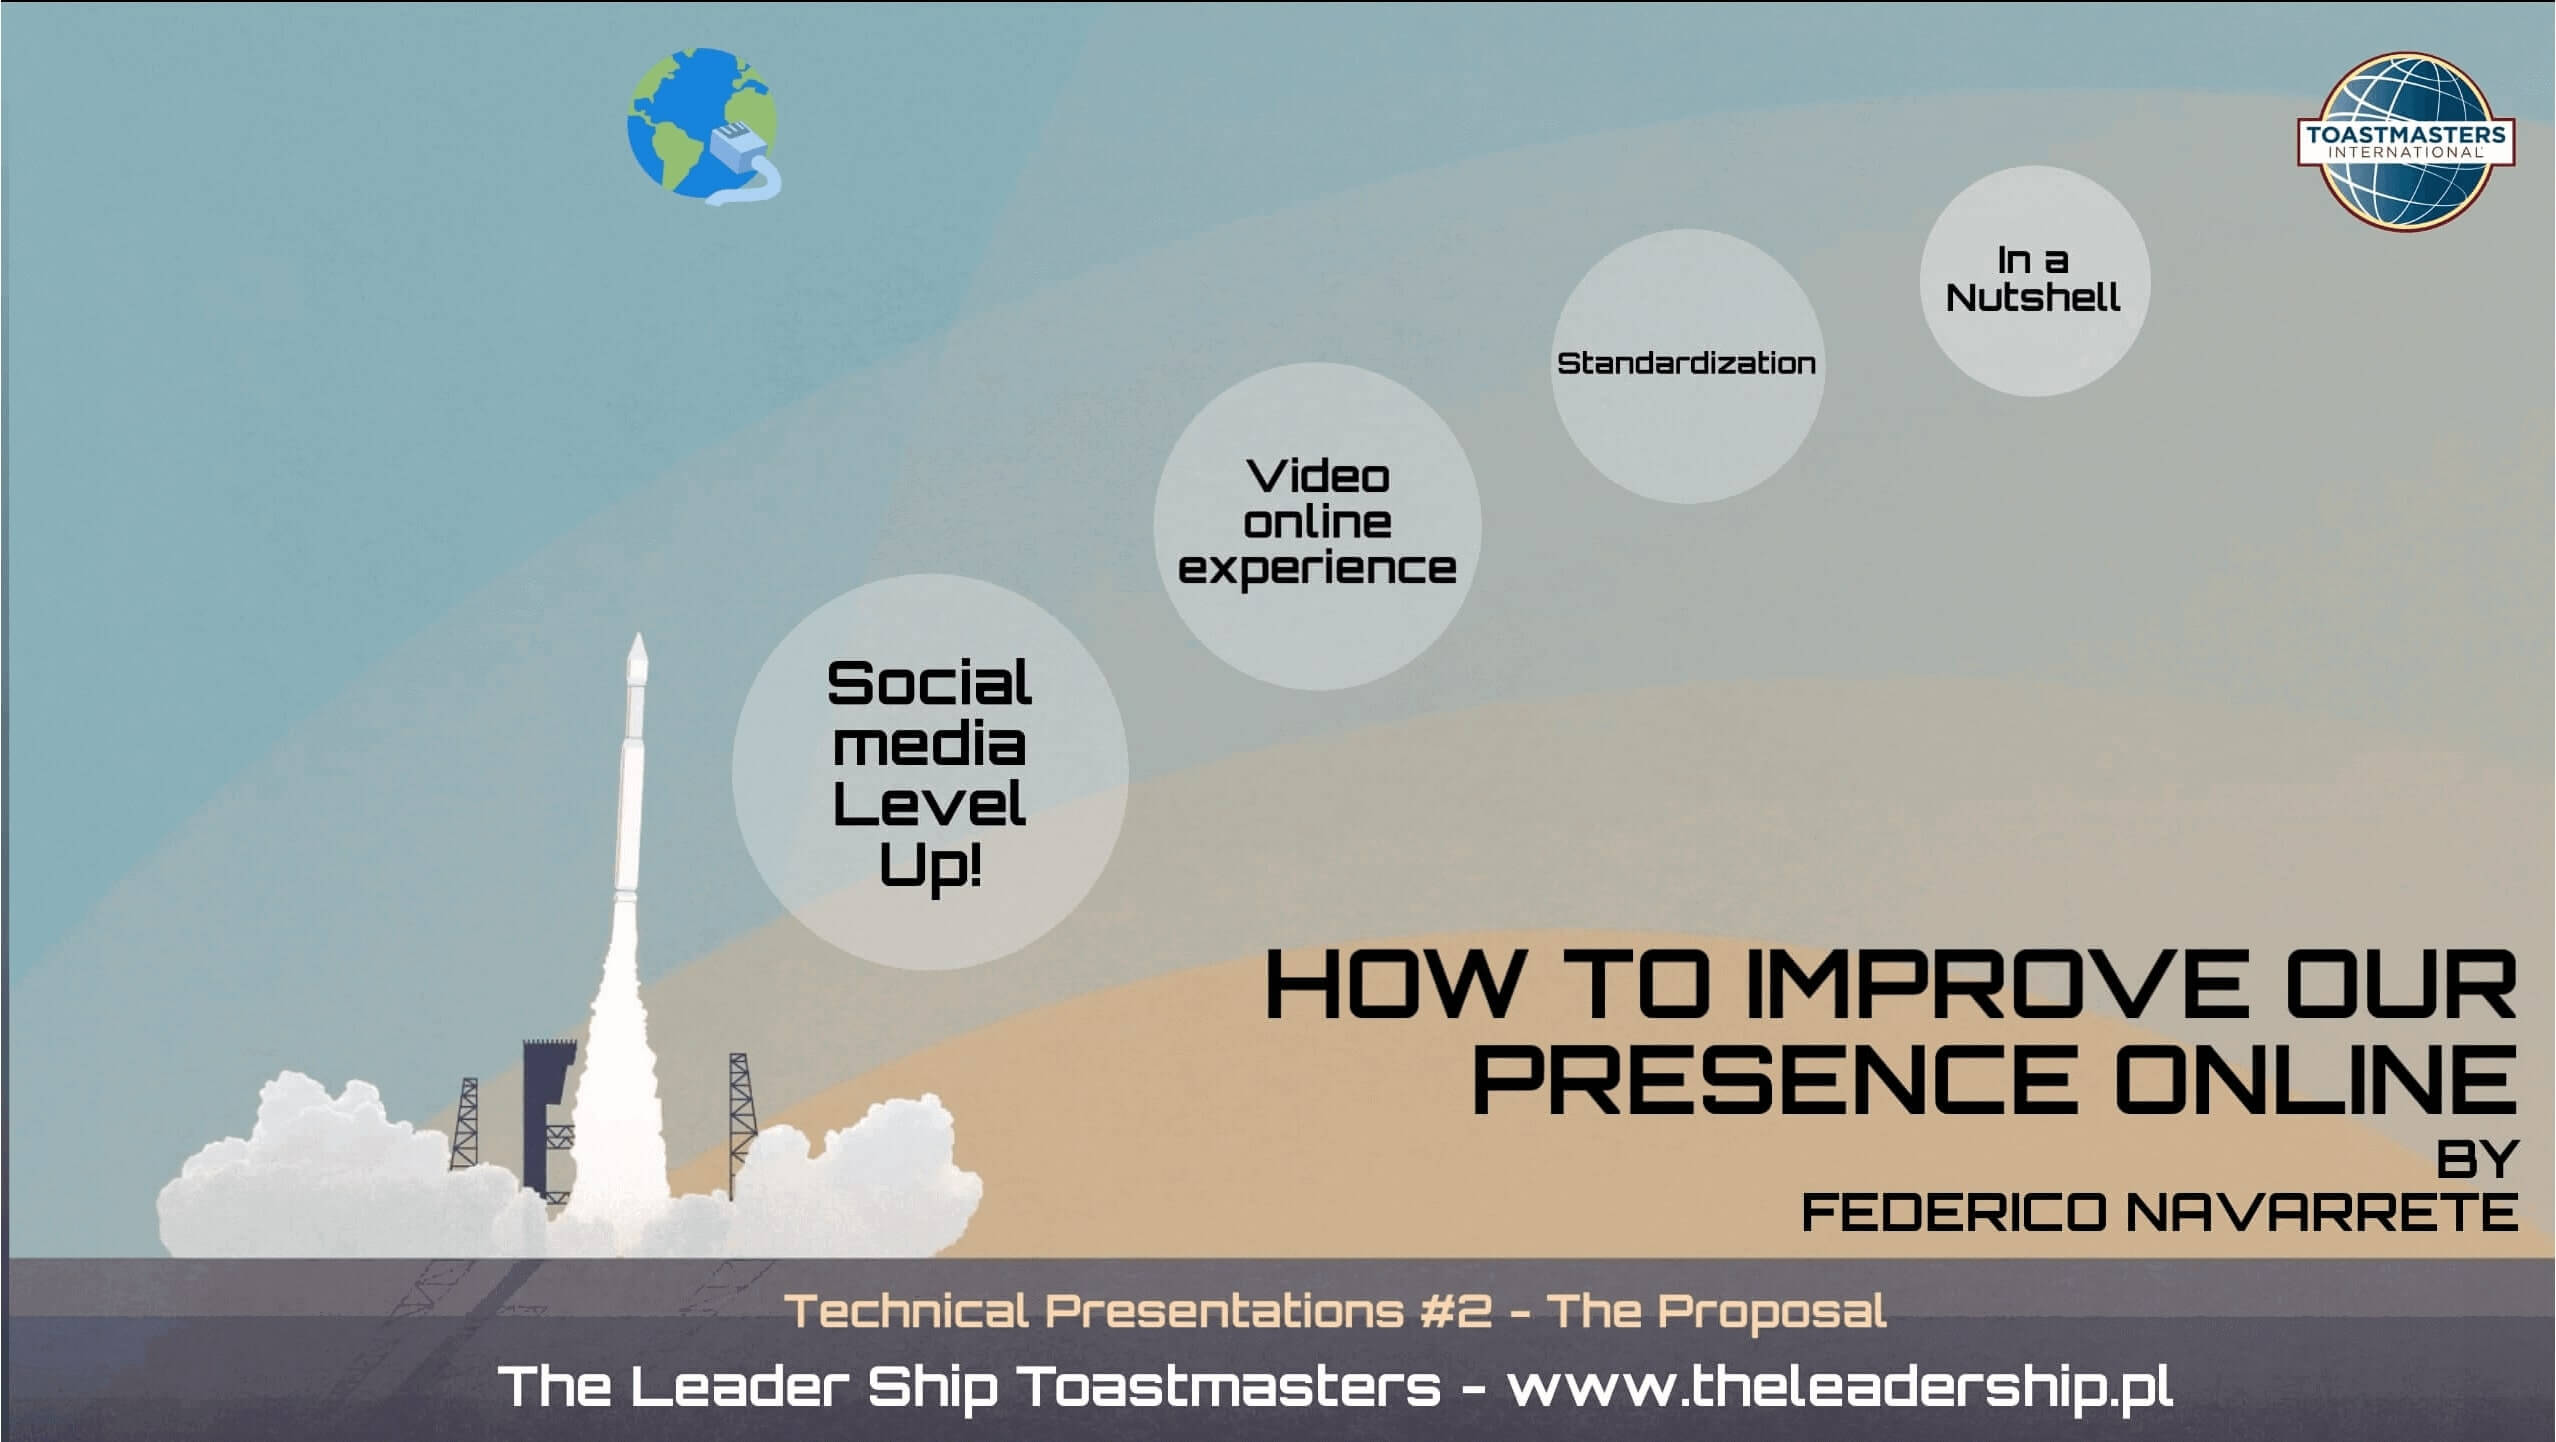 TOASTMASTERS
INTERNATIONAL
In a
Nutshell
Standardization
Video
online
experience
Social
media
Level
Up!
HOW TO IMPROVE OUR
PRESENCE ONLINE
BY
FEDERICO NAVARRETE
Technical Presentations #2 - The Proposal
The Leader Ship Toastmasters - www.theleadership.pl